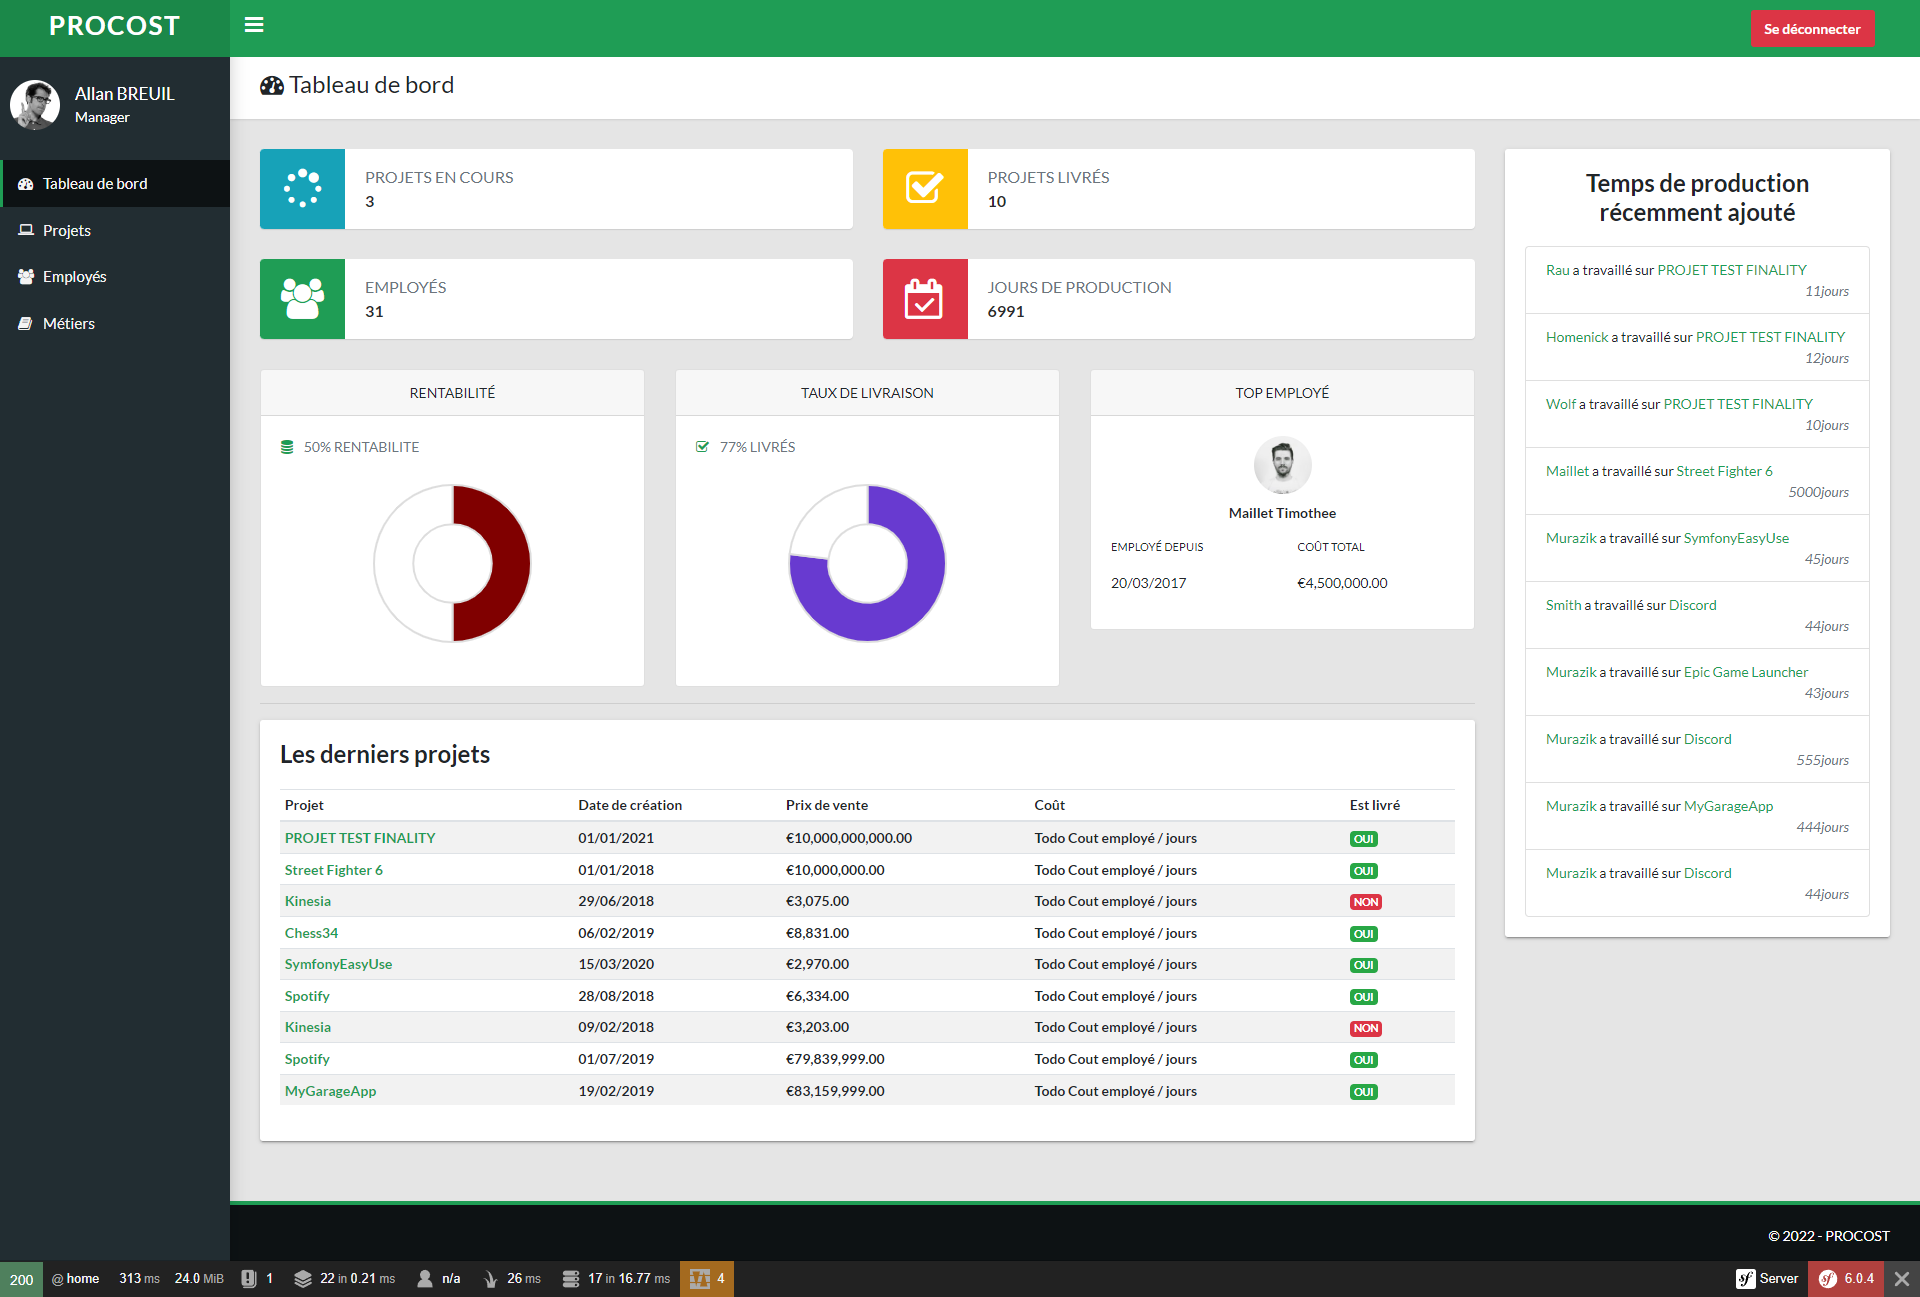 PROCOST
Se déconnecter
Allan BREUIL
Manager
Tableau de bord
Projets
Employés
Métiers
Tableau de bord
PROJETS EN COURS
3
PROJETS LIVRÉS
10
EMPLOYÉS
31
JOURS DE PRODUCTION
6991
RENTABILITÉ
50% RENTABILITE
TAUX DE LIVRAISON
77% LIVRÉS
TOP EMPLOYÉ
Maillet Timothee
EMPLOYÉ DEPUIS COÛT TOTAL
20/03/2017 €4,500,000.00
Les derniers projets
Projet Date de création Prix de vente Coût Est livré
PROJET TEST FINALITY 01/01/2021 €10,000,000,000.00 Todo Cout employé / jours OUI
Street Fighter 6 01/01/2018 €10,000,000.00 Todo Cout employé / jours OUI
Kinesia 29/06/2018 €3,075.00 Todo Cout employé / jours NON
Chess34 06/02/2019 €8,831.00 Todo Cout employé / jours OUI
SymfonyEasyUse 15/03/2020 €2,970.00 Todo Cout employé / jours OUI
Spotify 28/08/2018 €6,334.00 Todo Cout employé / jours OUI
Kinesia 09/02/2018 €3,203.00 Todo Cout employé / jours NON
Spotify 01/07/2019 €79,839,999.00 Todo Cout employé / jours OUI
MyGarageApp 19/02/2019 €83,159,999.00 Todo Cout employé / jours OUI
Temps de production
récemment ajouté
Rau a travaillé sur PROJET TEST FINALITY
11jours
Homenick a travaillé sur PROJET TEST FINALITY
12jours
Wolf a travaillé sur PROJET TEST FINALITY
10jours
Maillet a travaillé sur Street Fighter 6
5000jours
Murazik a travaillé sur SymfonyEasyUse
45jours
Smith a travaillé sur Discord
44jours
Murazik a travaillé sur Epic Game Launcher
43jours
Murazik a travaillé sur Discord
555jours
Murazik a travaillé sur MyGarageApp
444jours
Murazik a travaillé sur Discord
44jours
© 2022 - PROCOST
200 @ home 313 ms 24.0 MiB 1 22 in 0.21 ms n/a 26 ms 17 in 16.77 ms 4 sf Server sf 6.0.4